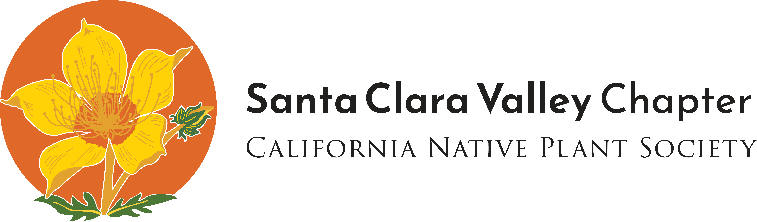 Santa Clara Valley Chapter
California Native Plant Society